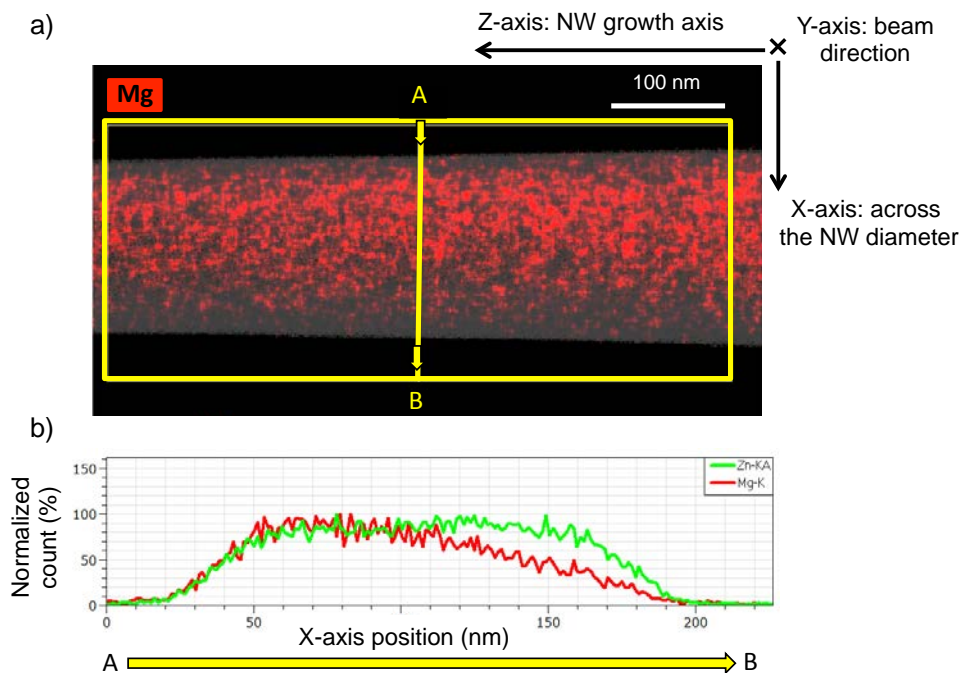 a)
Z-axis: NW growth axis
Y-axis: beam
direction
Mg
A
100 nm
X-axis: across
the NW diameter
B
b)
Normalized
count (%)
150
100
50
0
Zn-KA
Mg-K
0
50
100
150
200
X-axis position (nm)
A
B